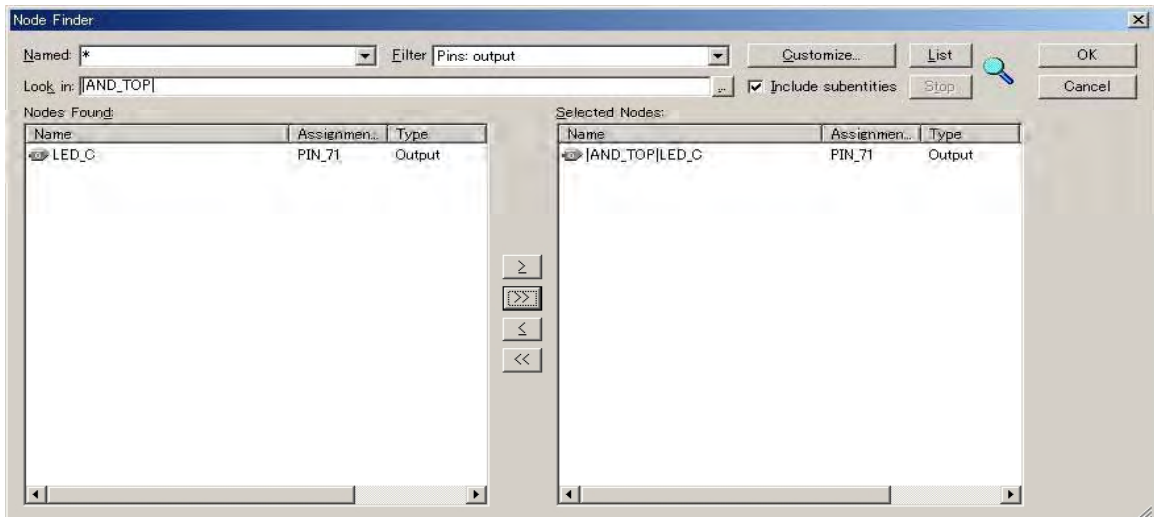 Node Finder
Named: * Filter Pins: output Customize... List OK
Look in: |AND_TOP| ... Include subentities Stop Cancel
Nodes Found: Selected Nodes:
Name Assignmen... Type Name Assignmen... Type
LED_C PIN_71 Output |AND_TOP|LED_C PIN_71 Output
≥
>>
≤
<<